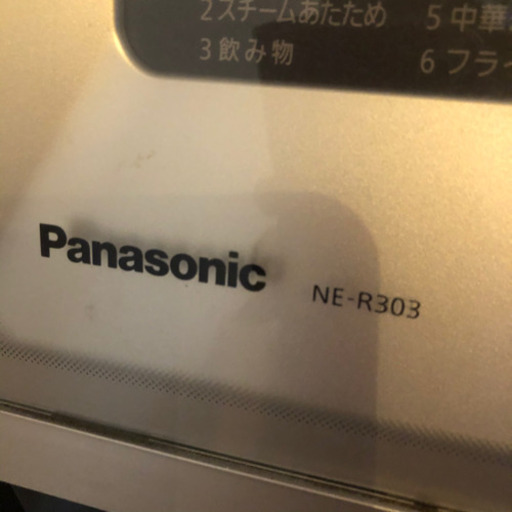 2スチームあたため 5中華
3飲み物 6フライ
Panasonic NE-R303